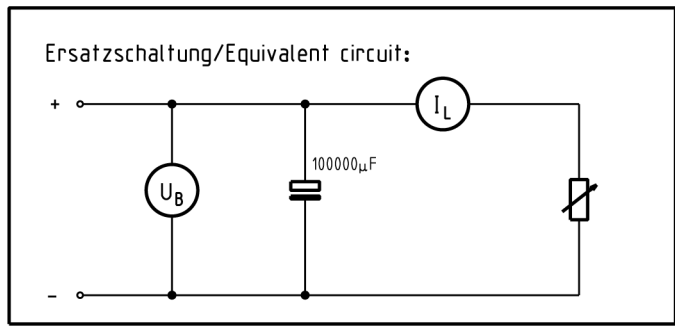 Ersatzschaltung/Equivalent circuit:
+
I_L
100000µF
U_B
−